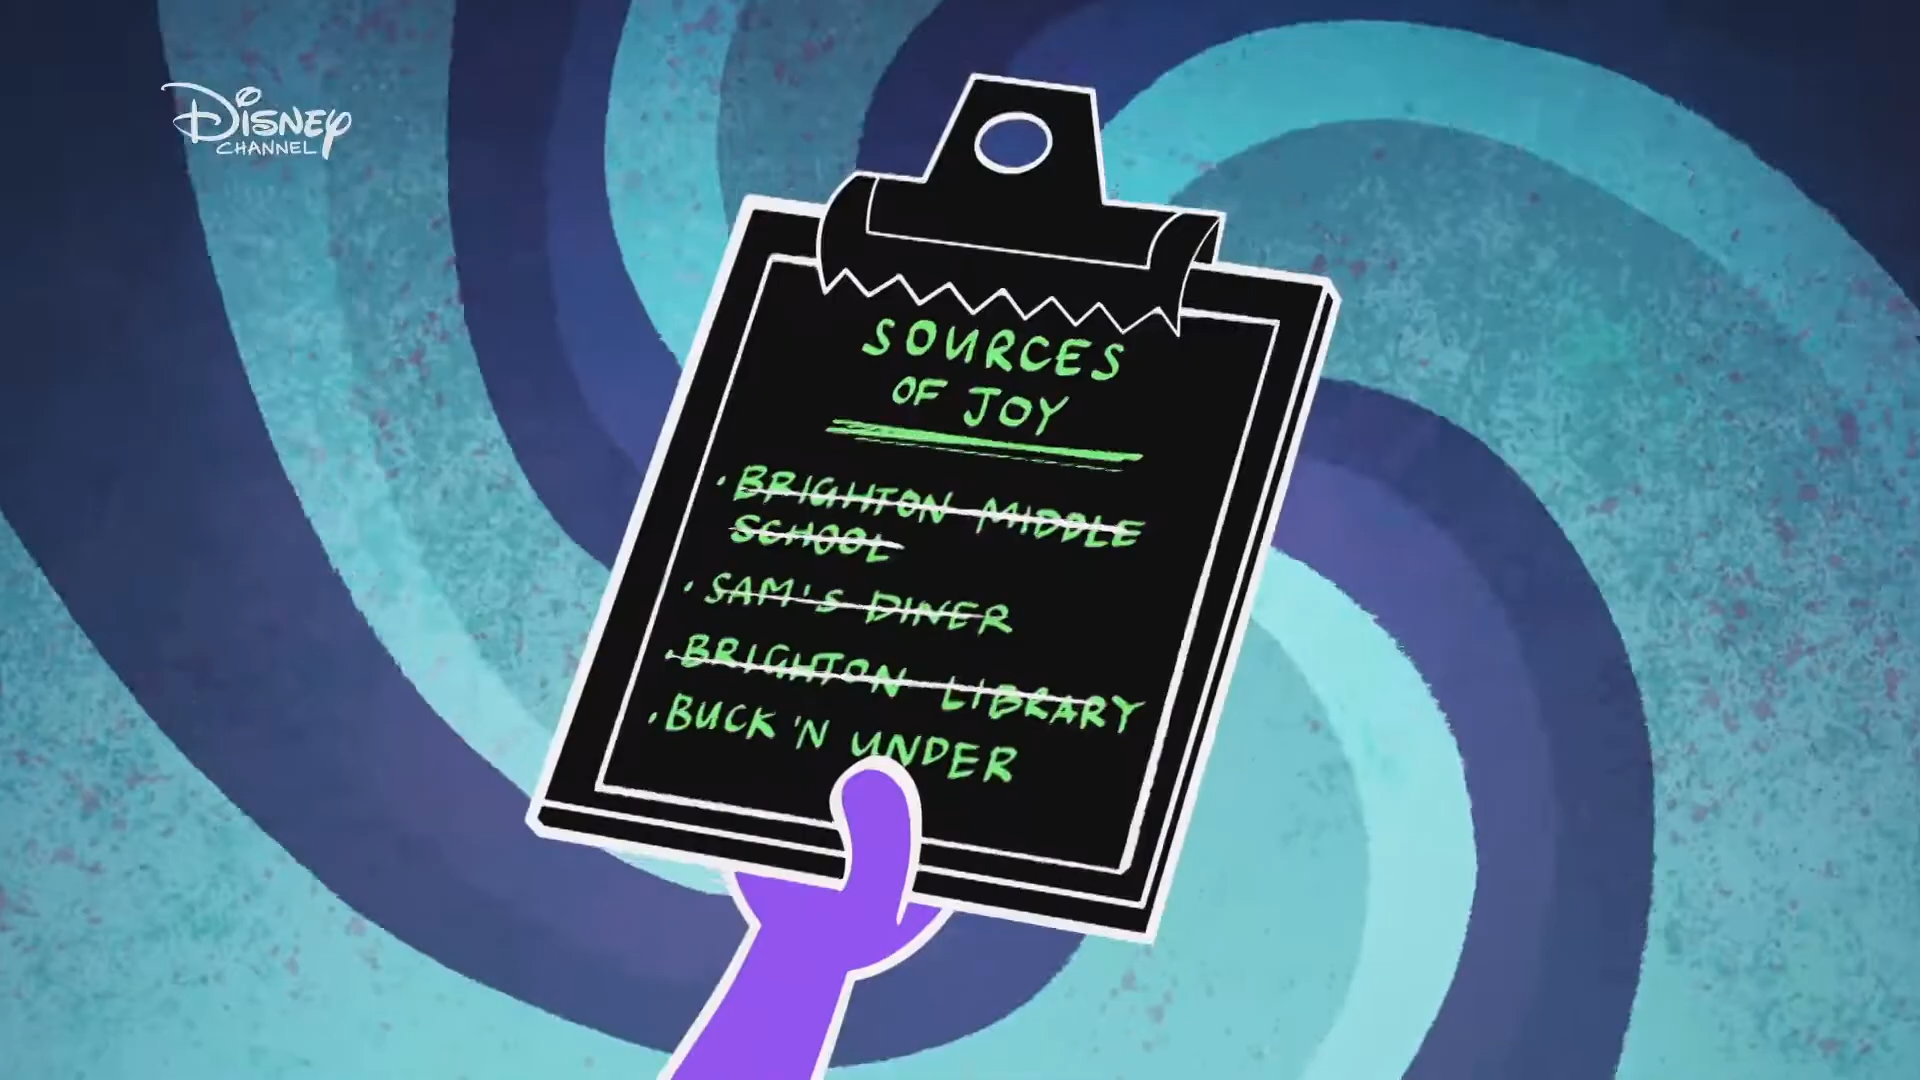 DISNEY
CHANNEL
SOURCES
OF JOY
· BRIGHTON MIDDLE
SCHOOL
· SAM'S DINER
· BRIGHTON LIBRARY
· BUCK 'N UNDER